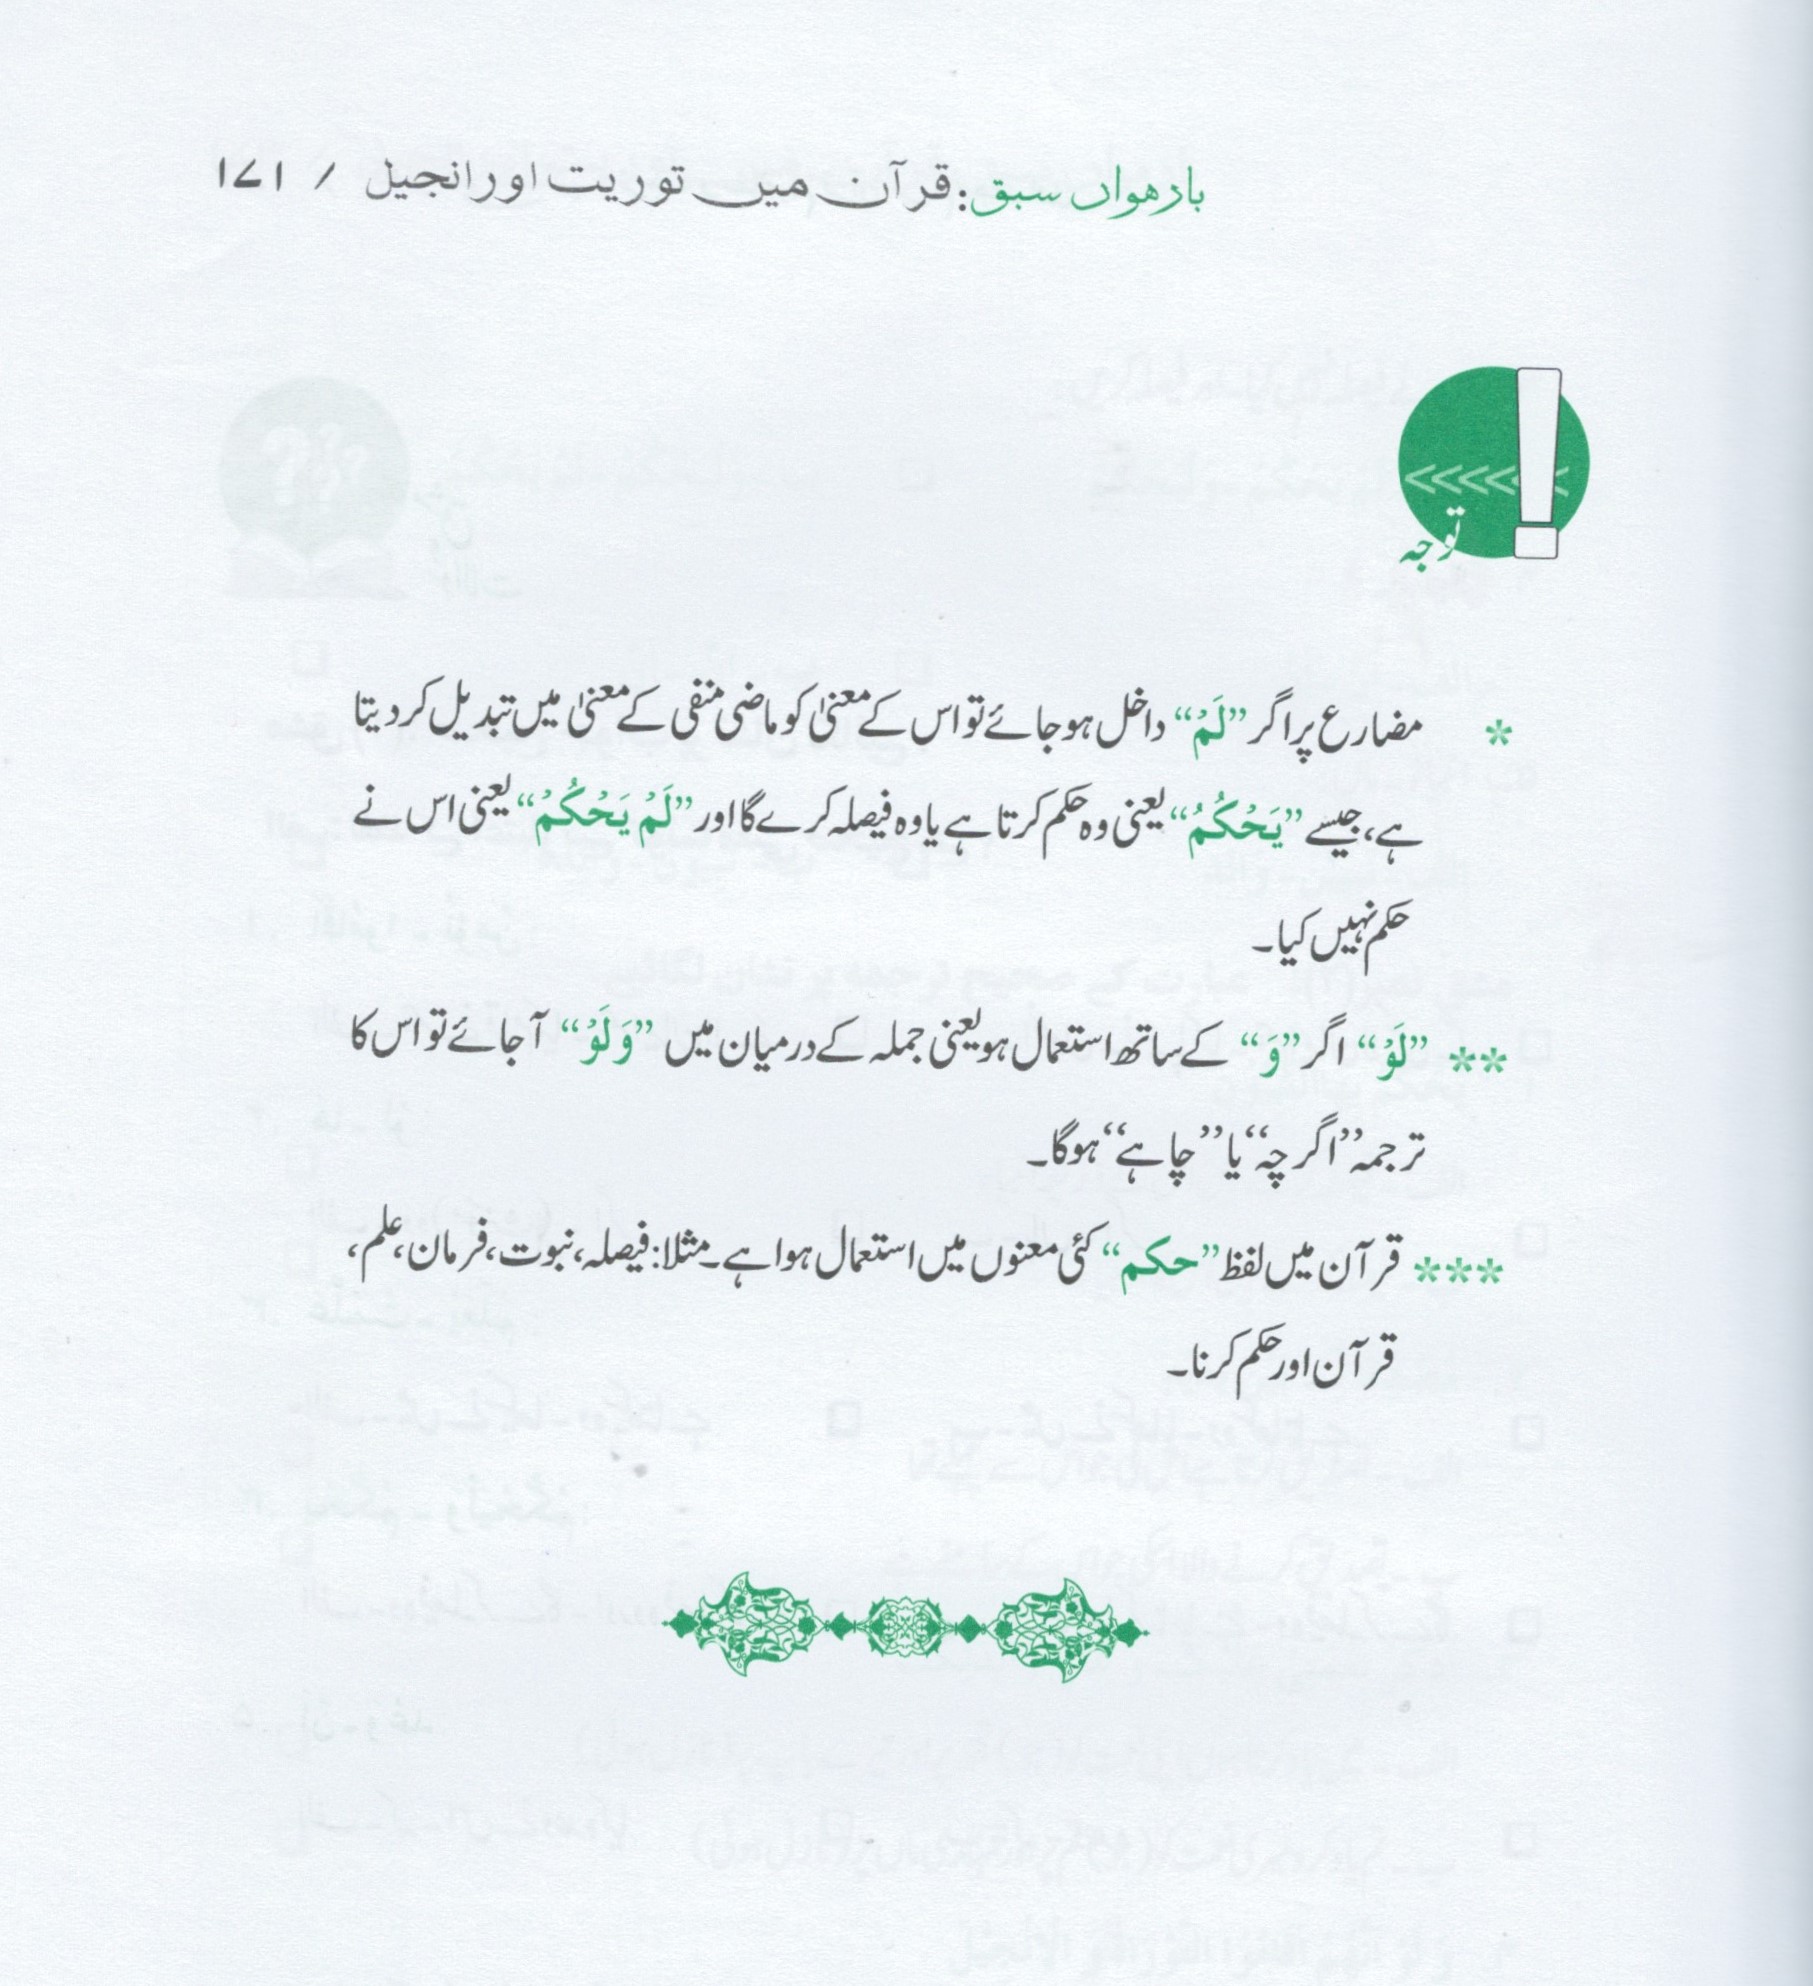 بارهواں سبق: قرآن میں توریت اور انجیل / ۱۷۱
توجہ
* مضارع پر اگر ”لَمْ“ داخل ہو جائے تو اس کے معنیٰ کو ماضی منفی کے معنیٰ میں تبدیل کر دیتا
ہے، جیسے ”یَحْکُمُ“ یعنی وہ حکم کرتا ہے یا وہ فیصلہ کرے گا اور ”لَمْ یَحْکُمْ“ یعنی اس نے
حکم نہیں کیا۔
** ”لَوْ“ اگر ”وَ“ کے ساتھ استعمال ہو یعنی جملہ کے درمیان میں ”وَ لَوْ“ آ جائے تو اس کا
ترجمہ ”اگر چہ“ یا ”چاہے“ ہوگا۔
*** قرآن میں لفظ ”حکم“ کئی معنوں میں استعمال ہوا ہے۔ مثلا: فیصلہ، نبوت، فرمان، علم،
قرآن اور حکم کرنا۔